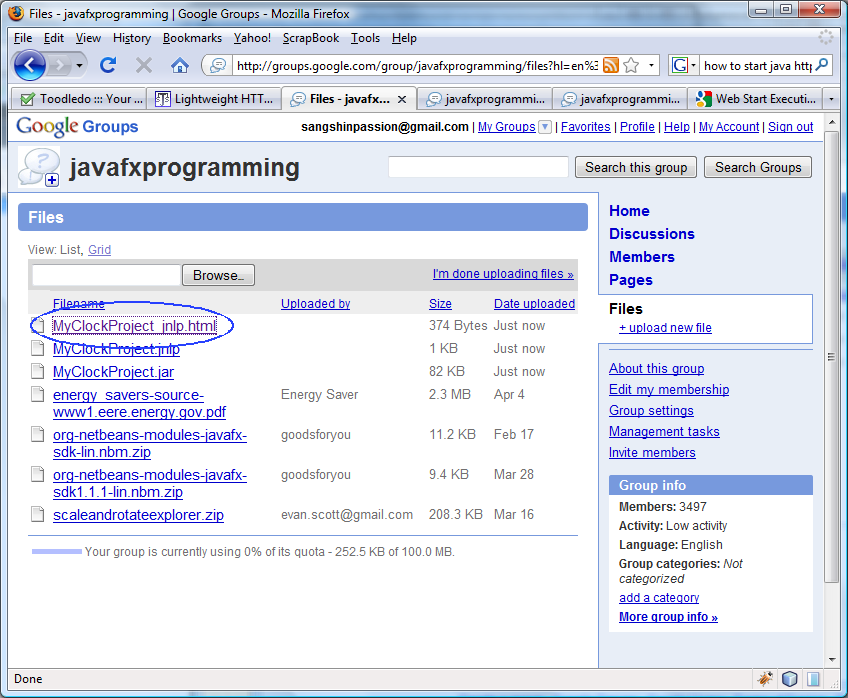 Files - javafxprogramming | Google Groups - Mozilla Firefox
File Edit View History Bookmarks Yahoo! ScrapBook Tools Help
http://groups.google.com/group/javafxprogramming/files?hl=en%3
G
how to start java htt
Toodledo ::: Your ...
Lightweight HTT...
Files - javafx...
javafxprogrammi...
javafxprogrammi...
Web Start Executi...
Google Groups
sangshinpassion@gmail.com | My Groups | Favorites | Profile | Help | My Account | Sign out
javafxprogramming
Search this group
Search Groups
Files
View: List, Grid
Browse...
I'm done uploading files »
Filename Uploaded by Size Date uploaded
MyClockProject_jnlp.html 374 Bytes Just now
MyClockProject.jnlp 1 KB Just now
MyClockProject.jar 82 KB Just now
energy_savers-source- Energy Saver 2.3 MB Apr 4
www1.eere.energy.gov.pdf
org-netbeans-modules-javafx- goodsforyou 11.2 KB Feb 17
sdk-lin.nbm.zip
org-netbeans-modules-javafx- goodsforyou 9.4 KB Mar 28
sdk1.1.1-lin.nbm.zip
scaleandrotateexplorer.zip evan.scott@gmail.com 208.3 KB Mar 16
Your group is currently using 0% of its quota - 252.5 KB of 100.0 MB.
Home
Discussions
Members
Pages
Files
+ upload new file
About this group
Edit my membership
Group settings
Management tasks
Invite members
Group info
Members: 3497
Activity: Low activity
Language: English
Group categories: Not
categorized
add a category
More group info »
Done